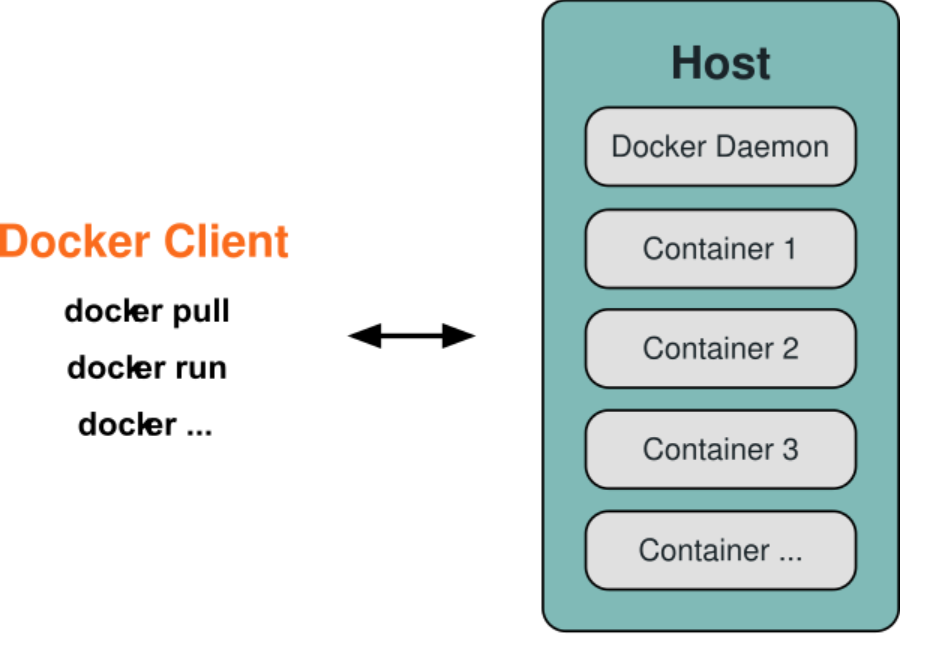 Docker Client
docker pull
docker run
docker ...
Host
Docker Daemon
Container 1
Container 2
Container 3
Container ...